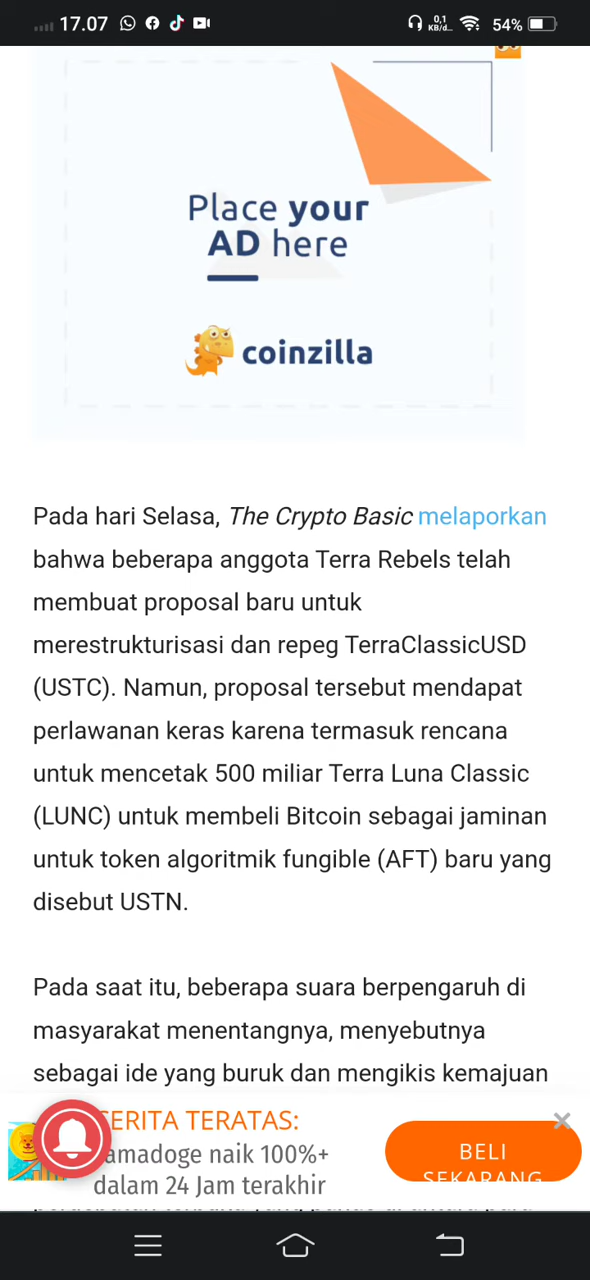 17.07
0,1
KB/d...
54%
Place your
AD here
coinzilla
Pada hari Selasa, The Crypto Basic melaporkan
bahwa beberapa anggota Terra Rebels telah
membuat proposal baru untuk
merestrukturisasi dan repeg TerraClassicUSD
(USTC). Namun, proposal tersebut mendapat
perlawanan keras karena termasuk rencana
untuk mencetak 500 miliar Terra Luna Classic
(LUNC) untuk membeli Bitcoin sebagai jaminan
untuk token algoritmik fungible (AFT) baru yang
disebut USTN.
Pada saat itu, beberapa suara berpengaruh di
masyarakat menentangnya, menyebutnya
sebagai ide yang buruk dan mengikis kemajuan
ERITA TERATAS:
amadoge naik 100%+
dalam 24 Jam terakhir
BELI
SEKARANG